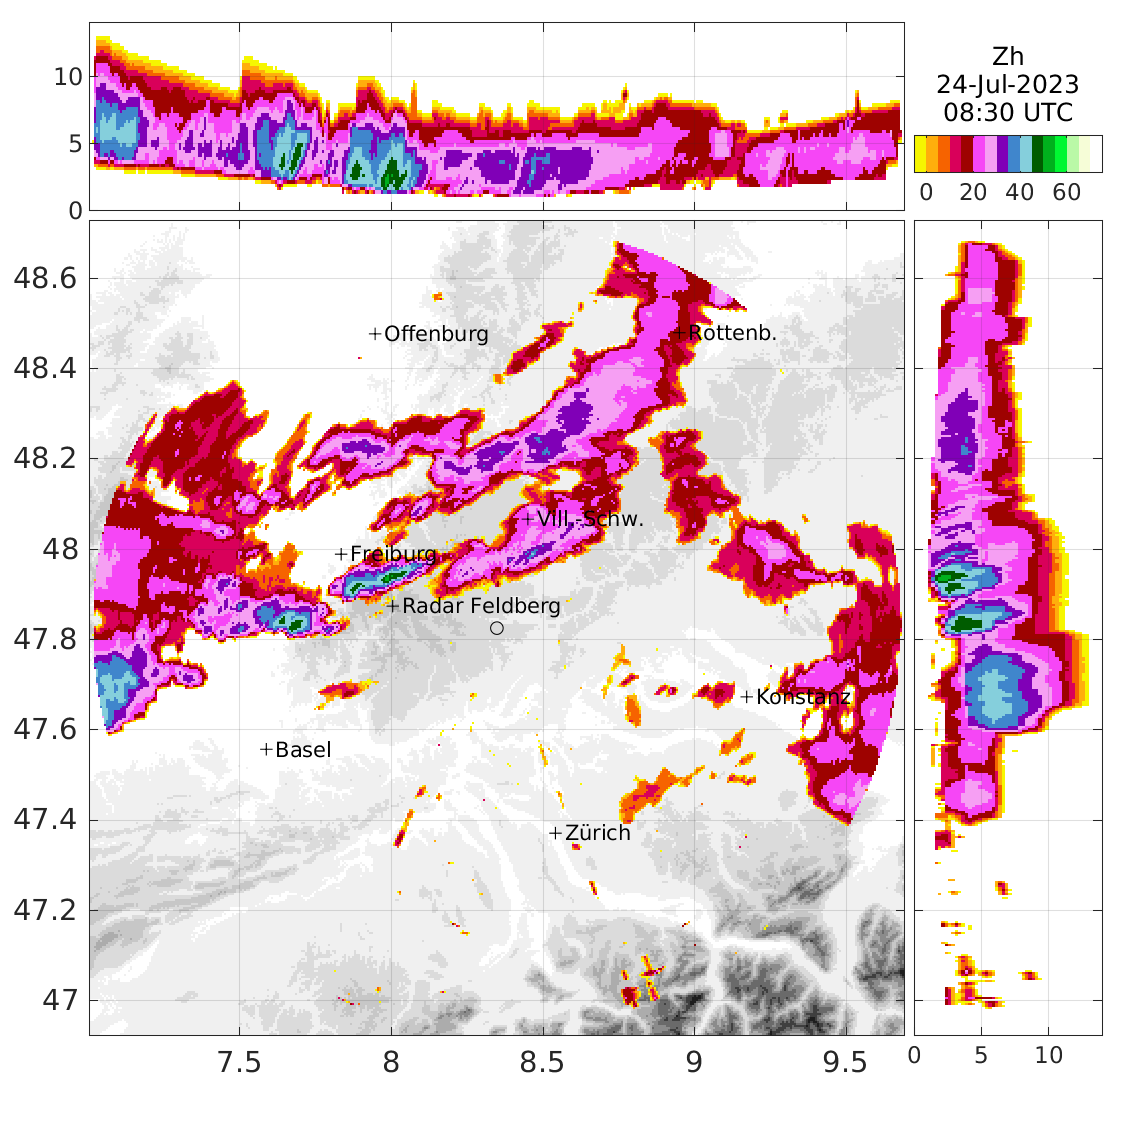 10
5
0
Zh
24-Jul-2023
08:30 UTC
0 20 40 60
48.6
48.4
48.2
48
47.8
47.6
47.4
47.2
47
+Offenburg
+Rottenb.
+Vill.-Schw.
+Freiburg
+Radar Feldberg
+Konstanz
+Basel
+Zürich
7.5 8 8.5 9 9.5
0 5 10